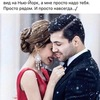 вид на Нью-Йорк, а мне просто надо тебя.
Просто рядом. И просто навсегда.../